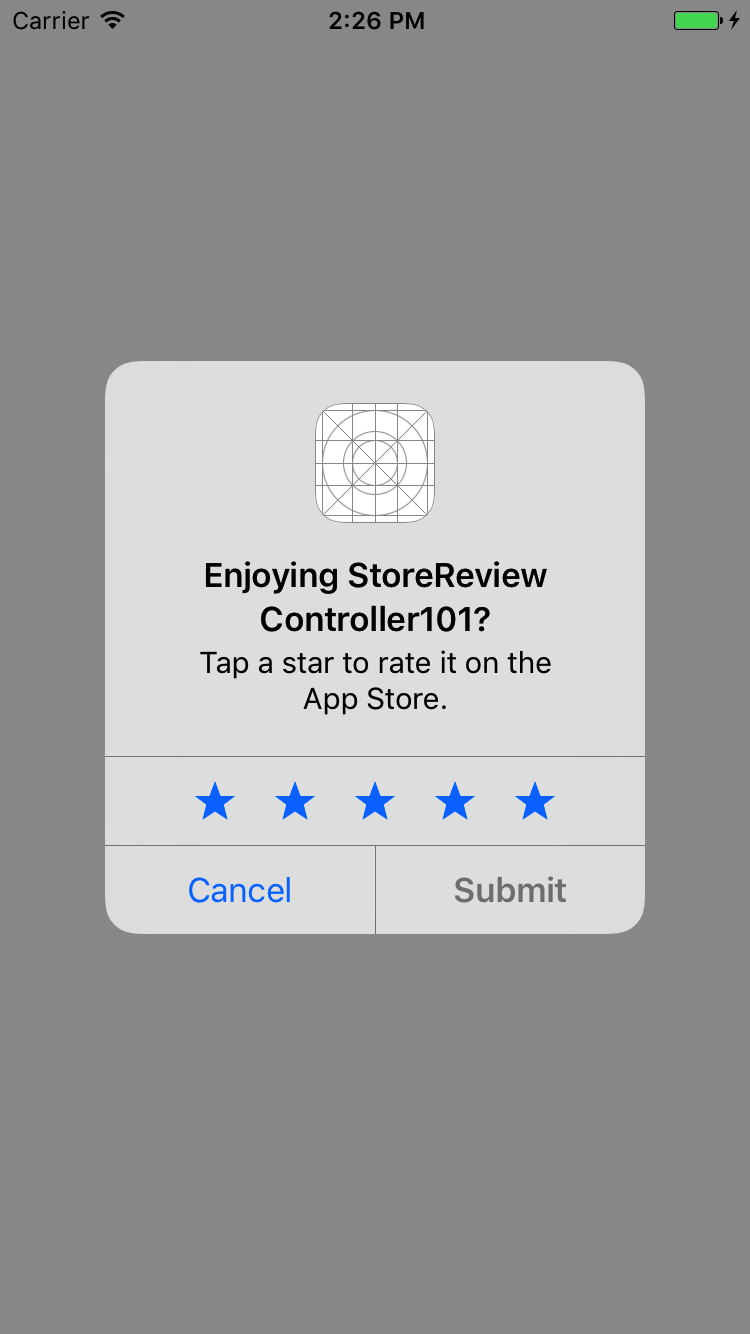 Carrier 2:26 PM
Enjoying StoreReview
Controller101?
Tap a star to rate it on the
App Store.
Cancel Submit